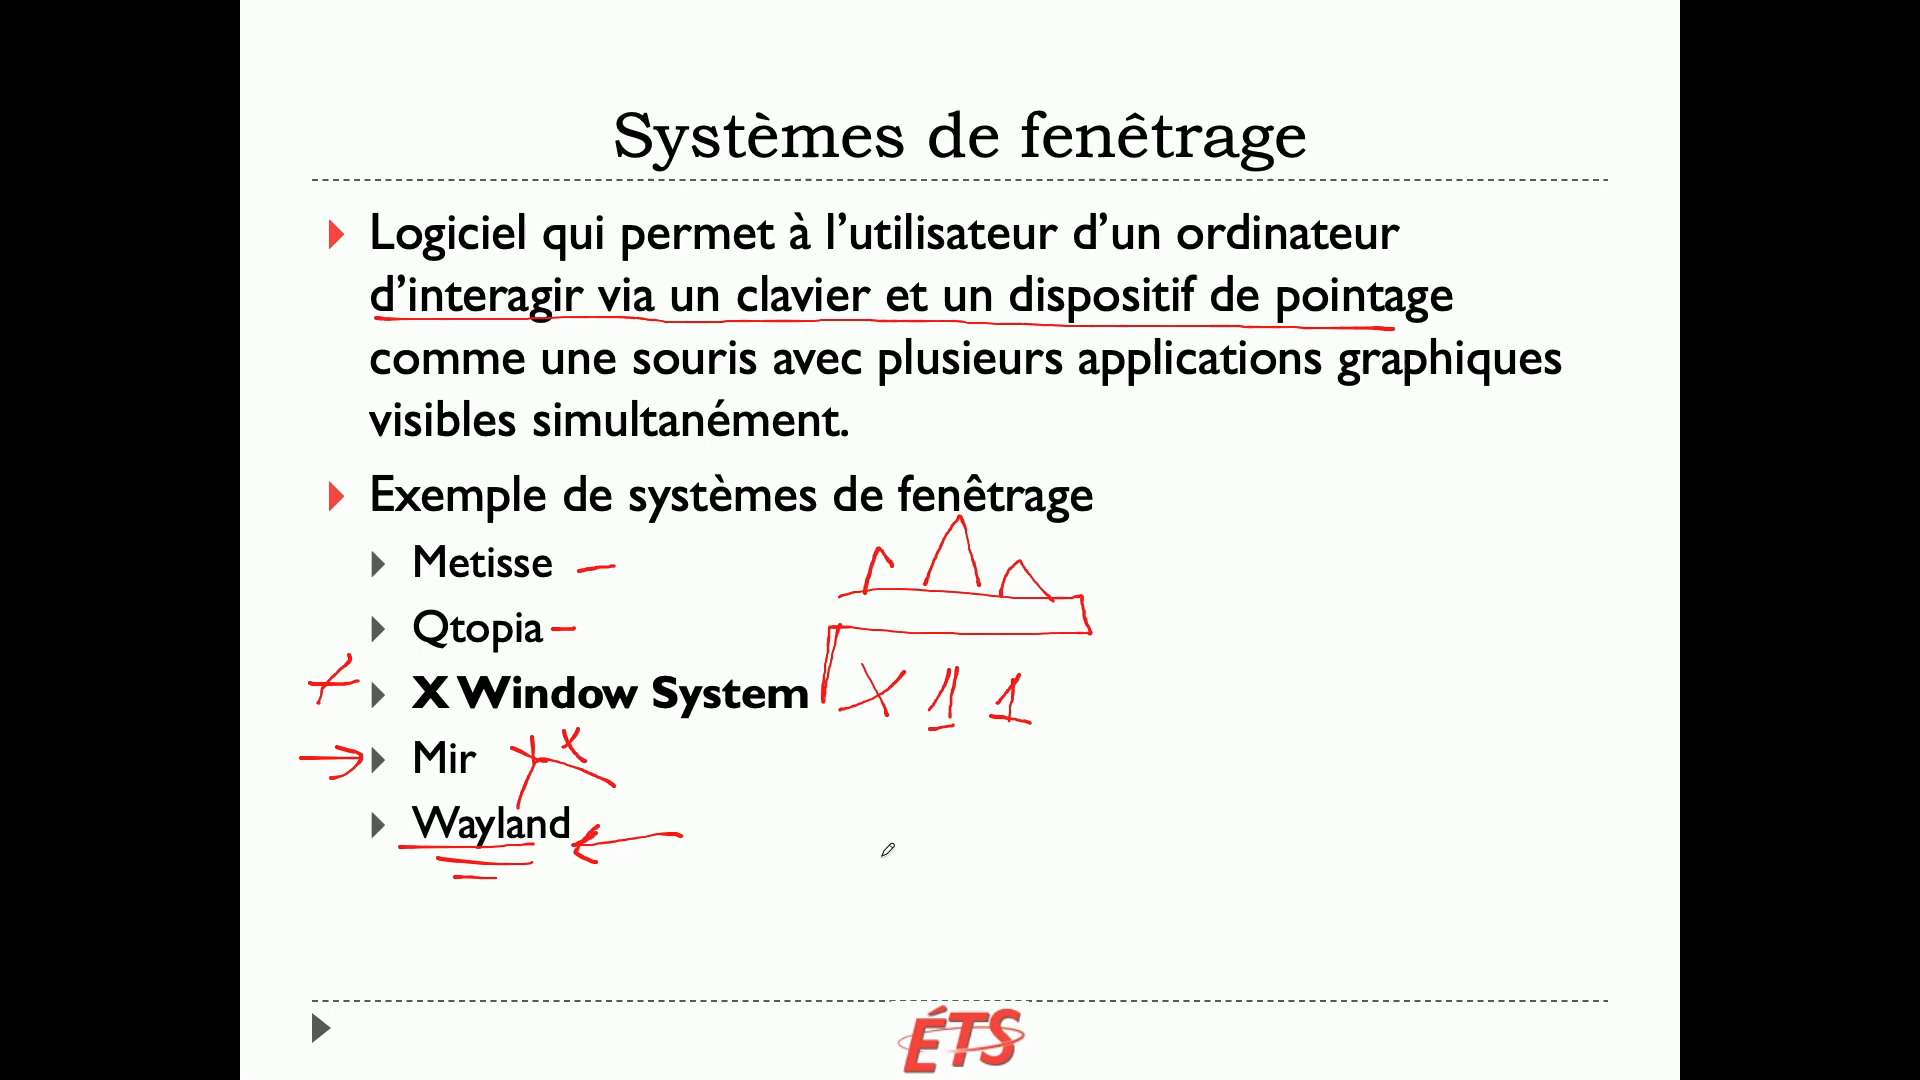 Systèmes de fenêtrage
Logiciel qui permet à l’utilisateur d’un ordinateur
d’interagir via un clavier et un dispositif de pointage
comme une souris avec plusieurs applications graphiques
visibles simultanément.
Exemple de systèmes de fenêtrage
Metisse
Qtopia
X Window System X 11
Mir
Wayland
ÉTS